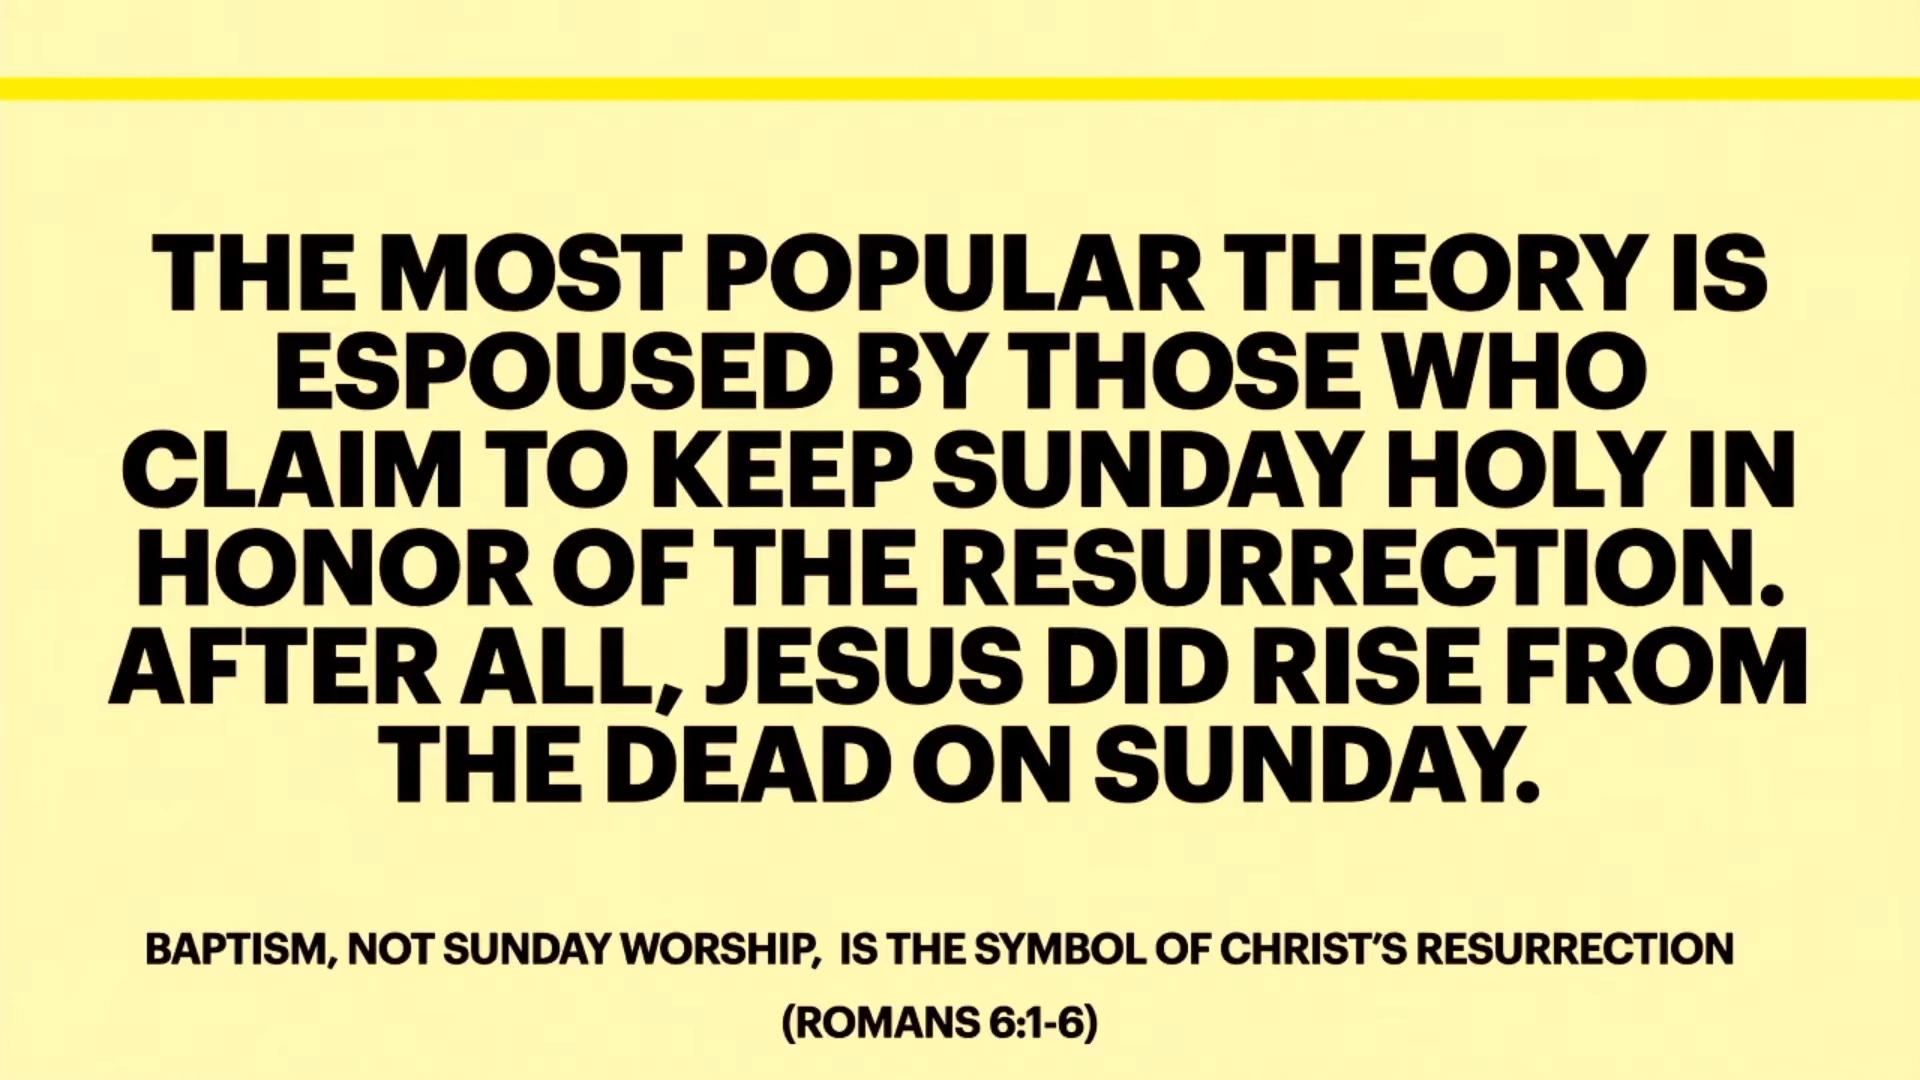 THE MOST POPULAR THEORY IS
ESPOUSED BY THOSE WHO
CLAIM TO KEEP SUNDAY HOLY IN
HONOR OF THE RESURRECTION.
AFTER ALL, JESUS DID RISE FROM
THE DEAD ON SUNDAY.
BAPTISM, NOT SUNDAY WORSHIP, IS THE SYMBOL OF CHRIST’S RESURRECTION
(ROMANS 6:1-6)